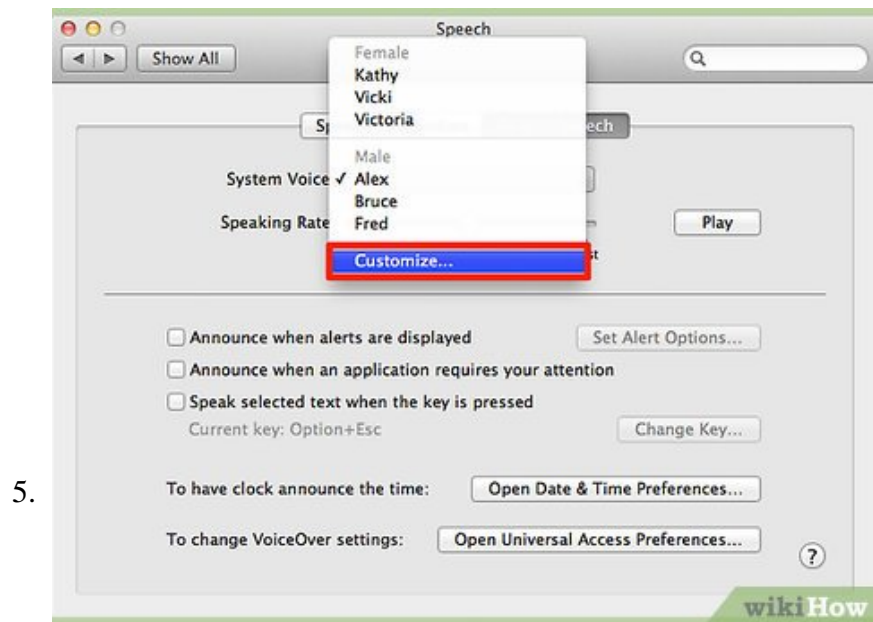 Speech
Show All
Female
Kathy
Vicki
Victoria
Male
System Voice ✓ Alex
Bruce
Speaking Rate Fred Play
Customize...
Announce when alerts are displayed Set Alert Options...
Announce when an application requires your attention
Speak selected text when the key is pressed
Current key: Option+Esc Change Key...
5. To have clock announce the time: Open Date & Time Preferences...
To change VoiceOver settings: Open Universal Access Preferences...
?
wikiHow